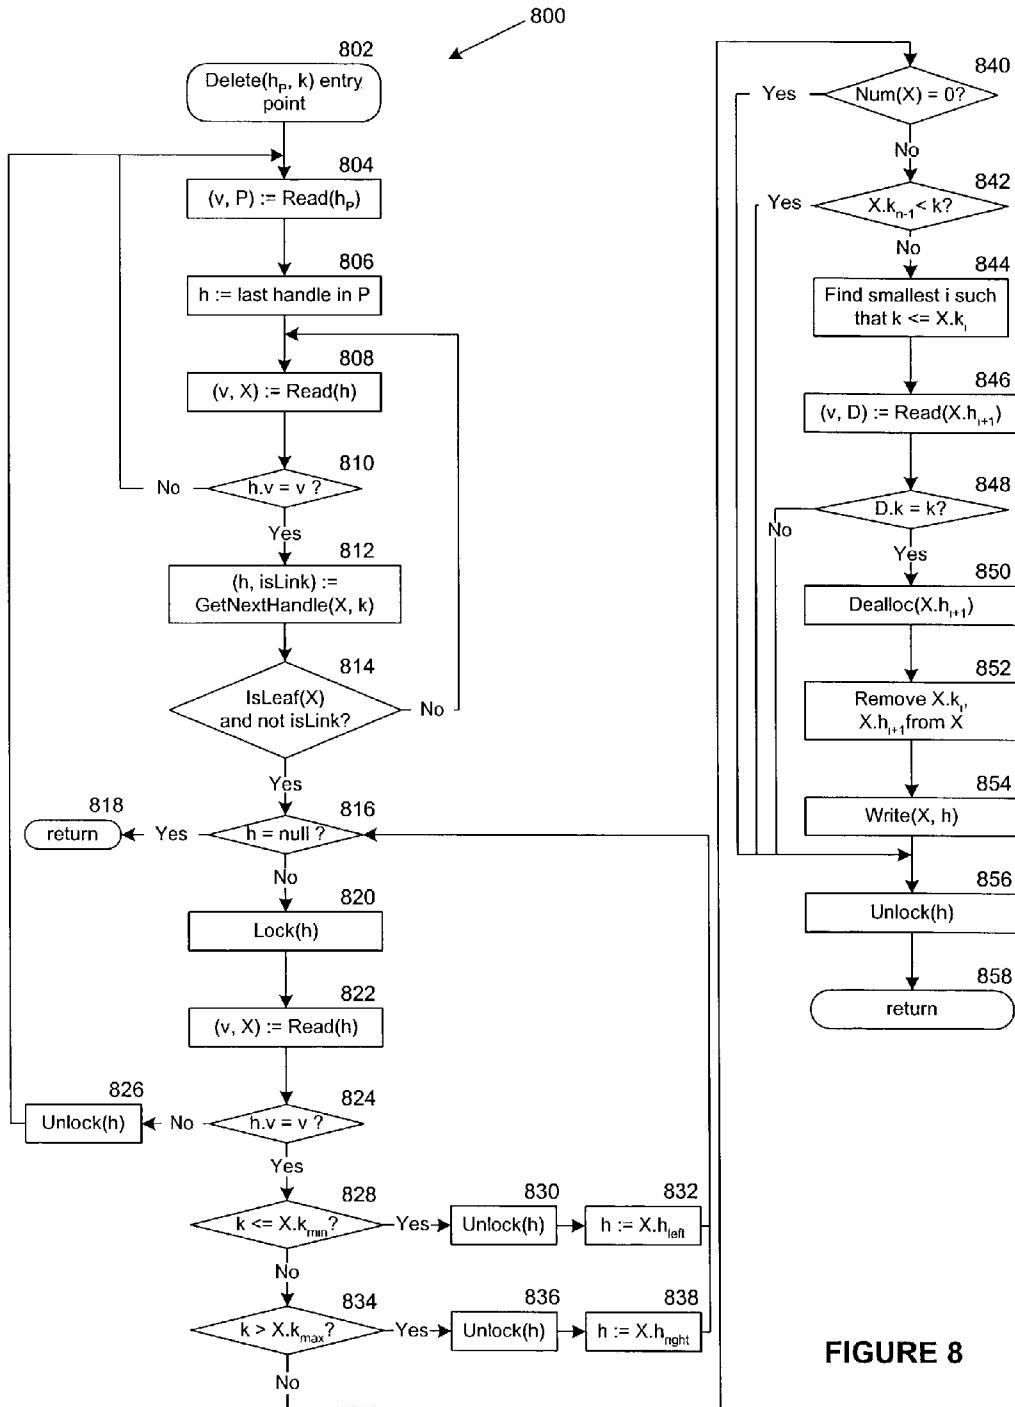 800
802
Delete(hP, k) entry
point
804
(v, P) := Read(hP)
806
h := last handle in P
808
(v, X) := Read(h)
810
h.v = v ?
No
Yes
812
(h, isLink) :=
GetNextHandle(X, k)
814
IsLeaf(X)
and not isLink?
No
Yes
816
h = null ?
818
return
Yes
No
820
Lock(h)
822
(v, X) := Read(h)
824
h.v = v ?
826
Unlock(h)
No
Yes
828
k <= X.kmin?
Yes
830
Unlock(h)
832
h := X.hleft
No
834
k > X.kmax?
Yes
836
Unlock(h)
838
h := X.hright
No
840
Num(X) = 0?
Yes
No
842
X.kn-1 < k?
Yes
No
844
Find smallest i such
that k <= X.ki
846
(v, D) := Read(X.hi+1)
848
D.k = k?
No
Yes
850
Dealloc(X.hi+1)
852
Remove X.ki,
X.hi+1 from X
854
Write(X, h)
856
Unlock(h)
858
return
FIGURE 8